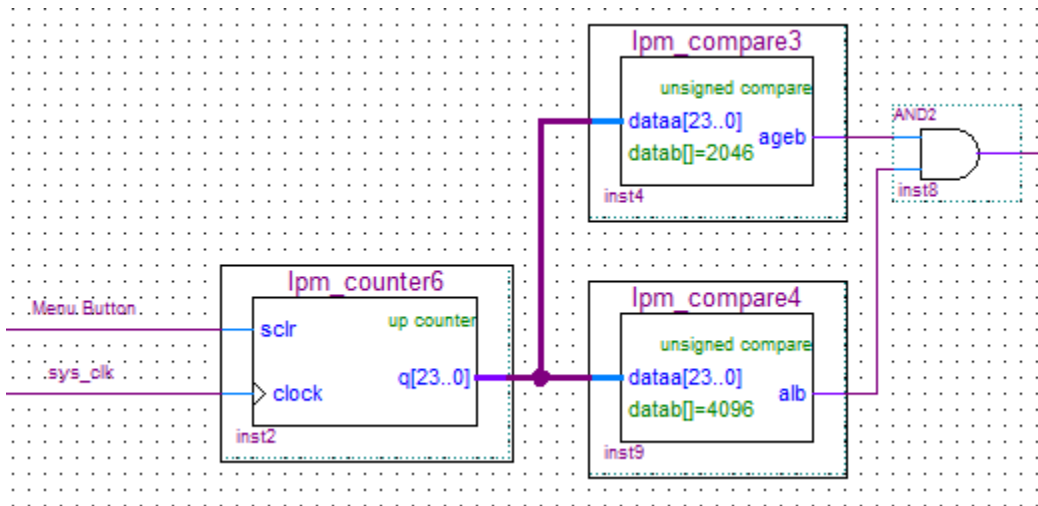 lpm_compare3
unsigned compare
dataa[23..0]
ageb
datab[]=2046
inst4
AND2
inst8
lpm_counter6
Menu Button
sclr
up counter
sys_clk
q[23..0]
clock
inst2
lpm_compare4
unsigned compare
dataa[23..0]
alb
datab[]=4096
inst9